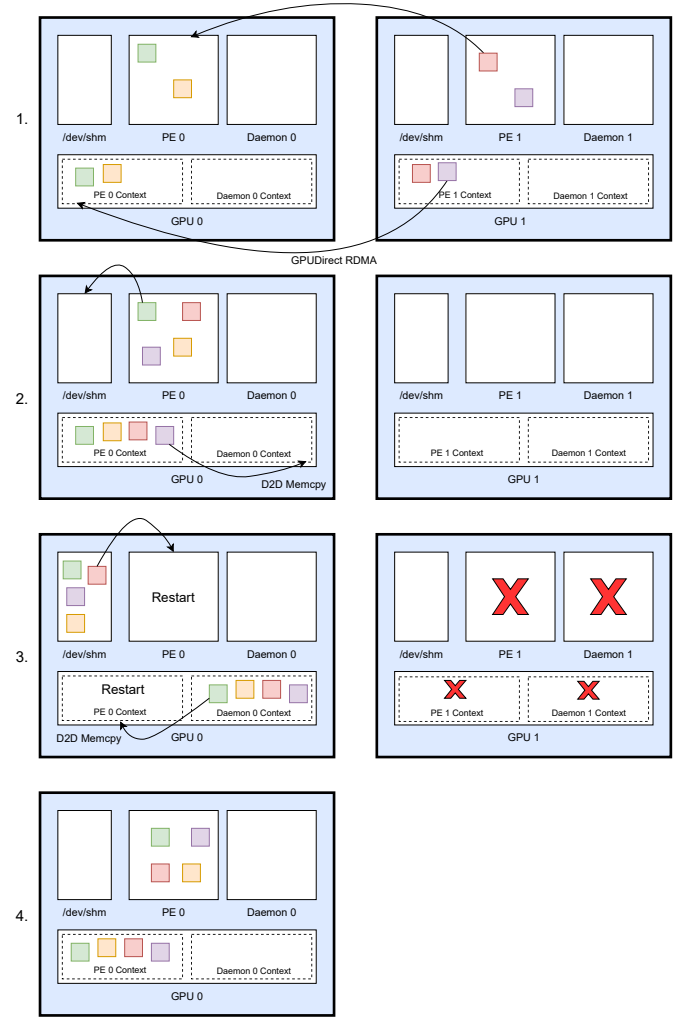 1.
/dev/shm
PE 0
Daemon 0
PE 0 Context
Daemon 0 Context
GPU 0
/dev/shm
PE 1
Daemon 1
PE 1 Context
Daemon 1 Context
GPU 1
GPUDirect RDMA
2.
/dev/shm
PE 0
Daemon 0
PE 0 Context
Daemon 0 Context
GPU 0
D2D Memcpy
/dev/shm
PE 1
Daemon 1
PE 1 Context
Daemon 1 Context
GPU 1
3.
Restart
/dev/shm
PE 0
Daemon 0
Restart
PE 0 Context
Daemon 0 Context
D2D Memcpy
GPU 0
/dev/shm
PE 1
Daemon 1
PE 1 Context
Daemon 1 Context
GPU 1
4.
/dev/shm
PE 0
Daemon 0
PE 0 Context
Daemon 0 Context
GPU 0